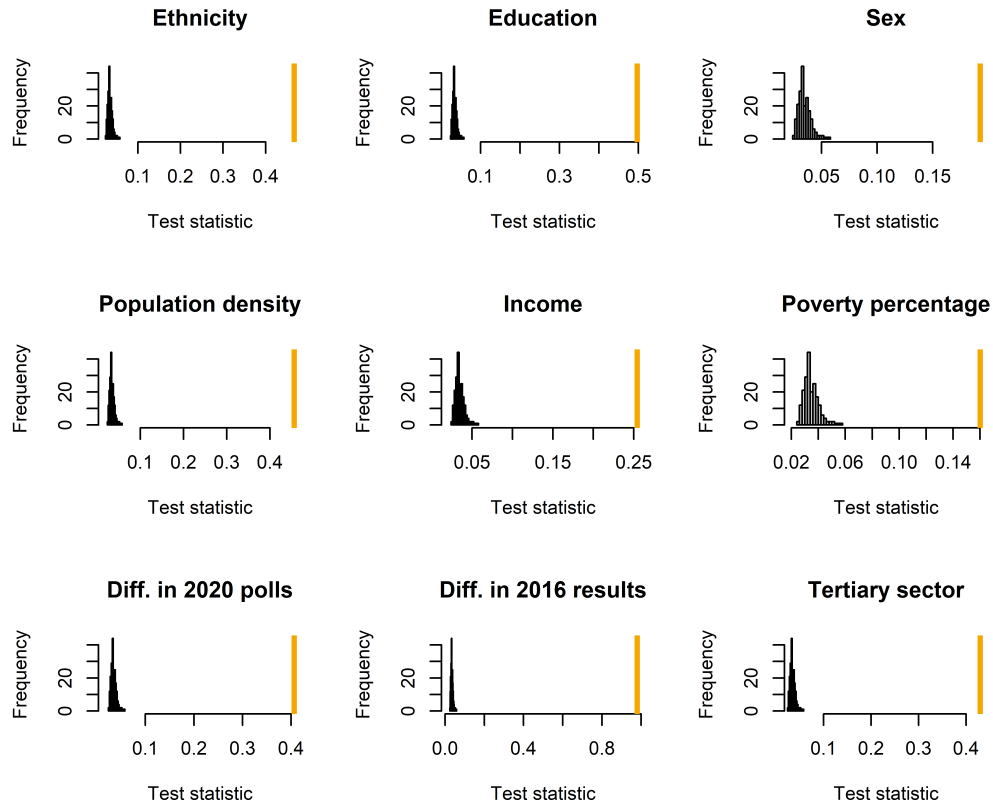 Ethnicity
Frequency
0 20
0.1 0.2 0.3 0.4
Test statistic
Education
Frequency
0 20
0.1 0.3 0.5
Test statistic
Sex
Frequency
0 20
0.05 0.10 0.15
Test statistic
Population density
Frequency
0 20
0.1 0.2 0.3 0.4
Test statistic
Income
Frequency
0 20
0.05 0.15 0.25
Test statistic
Poverty percentage
Frequency
0 20
0.02 0.06 0.10 0.14
Test statistic
Diff. in 2020 polls
Frequency
0 20
0.1 0.2 0.3 0.4
Test statistic
Diff. in 2016 results
Frequency
0 20
0.0 0.4 0.8
Test statistic
Tertiary sector
Frequency
0 20
0.1 0.2 0.3 0.4
Test statistic